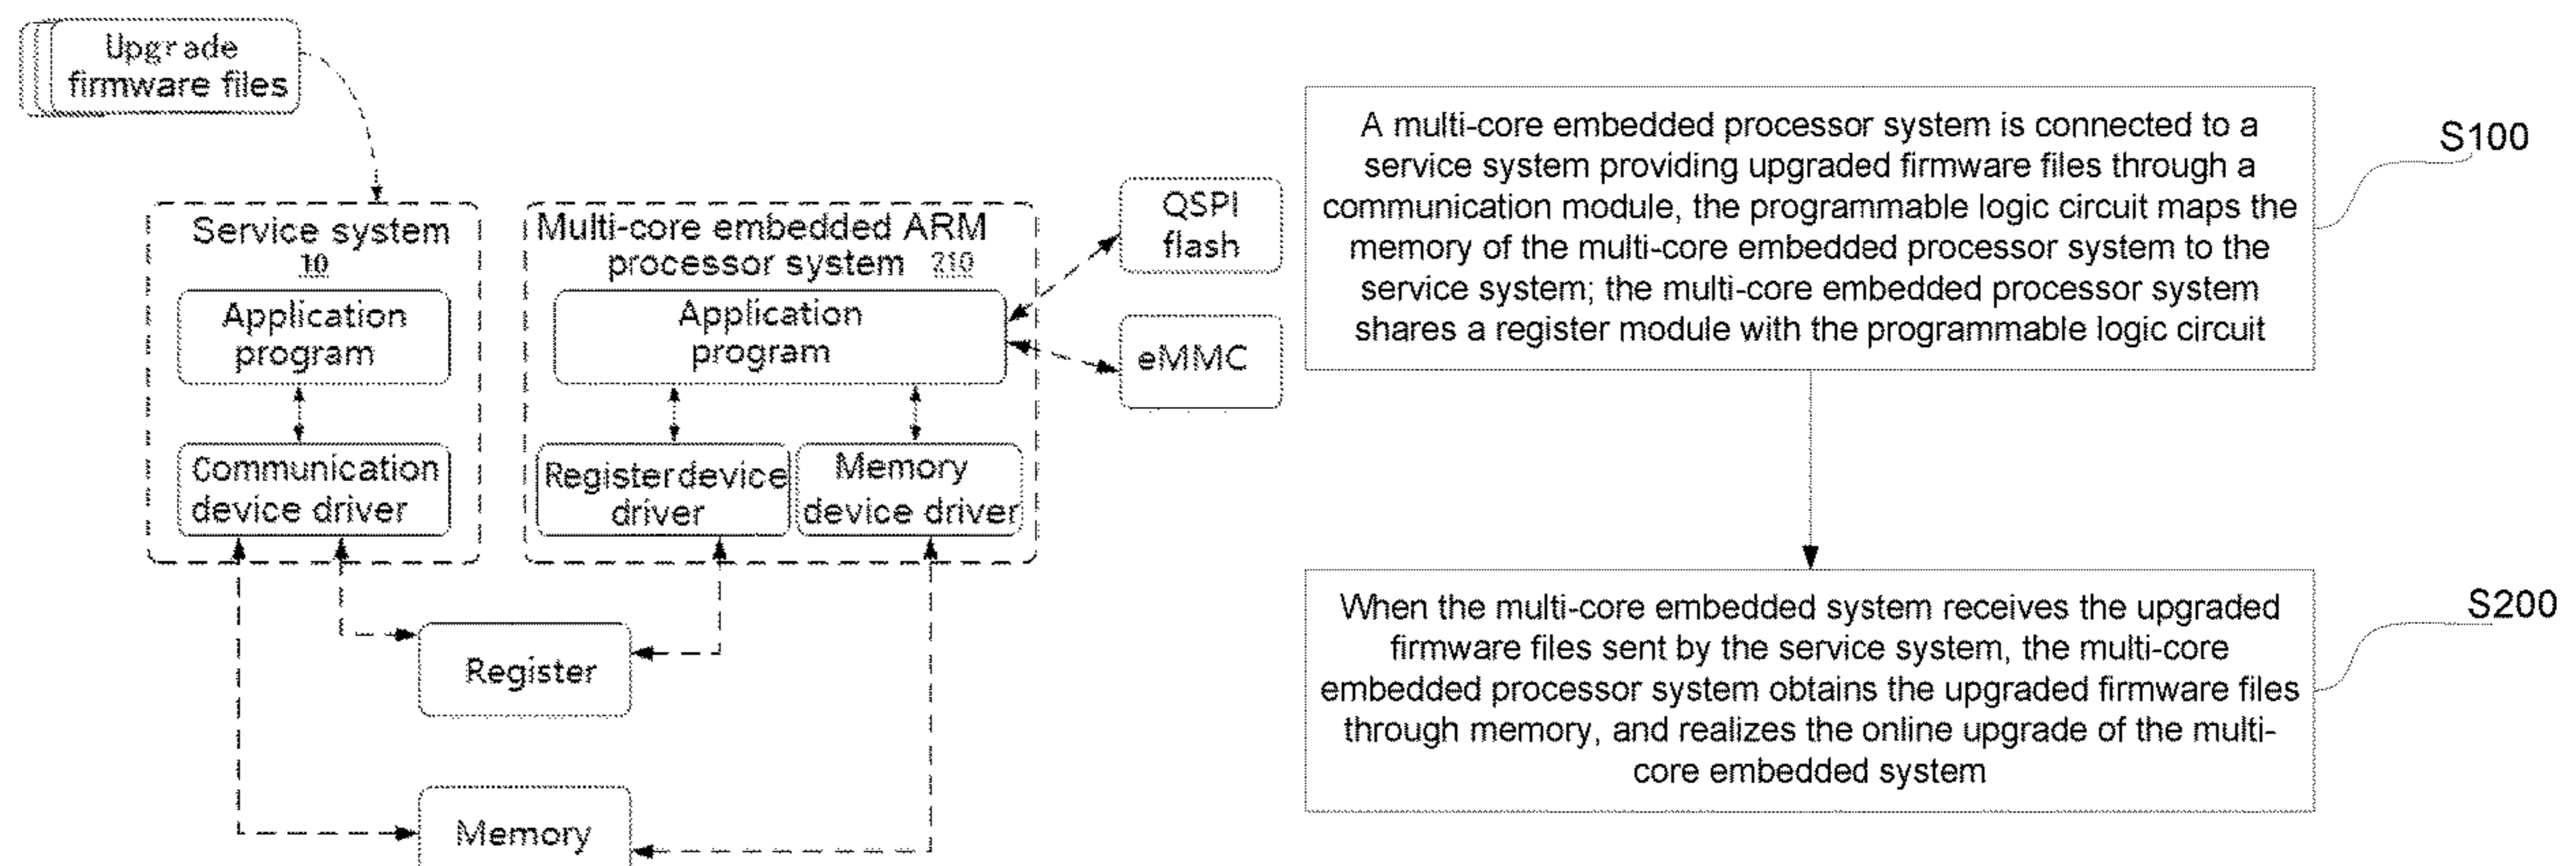 Upgrade
firmware files
Service system
10
Application
program
Communication
device driver
Multi-core embedded ARM
processor system 210
Application
program
Registerdevice
driver
Memory
device driver
QSPI
flash
eMMC
Register
Memory
A multi-core embedded processor system is connected to a
service system providing upgraded firmware files through a
communication module, the programmable logic circuit maps the
memory of the multi-core embedded processor system to the
service system; the multi-core embedded processor system
shares a register module with the programmable logic circuit
S100
When the multi-core embedded system receives the upgraded
firmware files sent by the service system, the multi-core
embedded processor system obtains the upgraded firmware files
through memory, and realizes the online upgrade of the multi-
core embedded system
S200